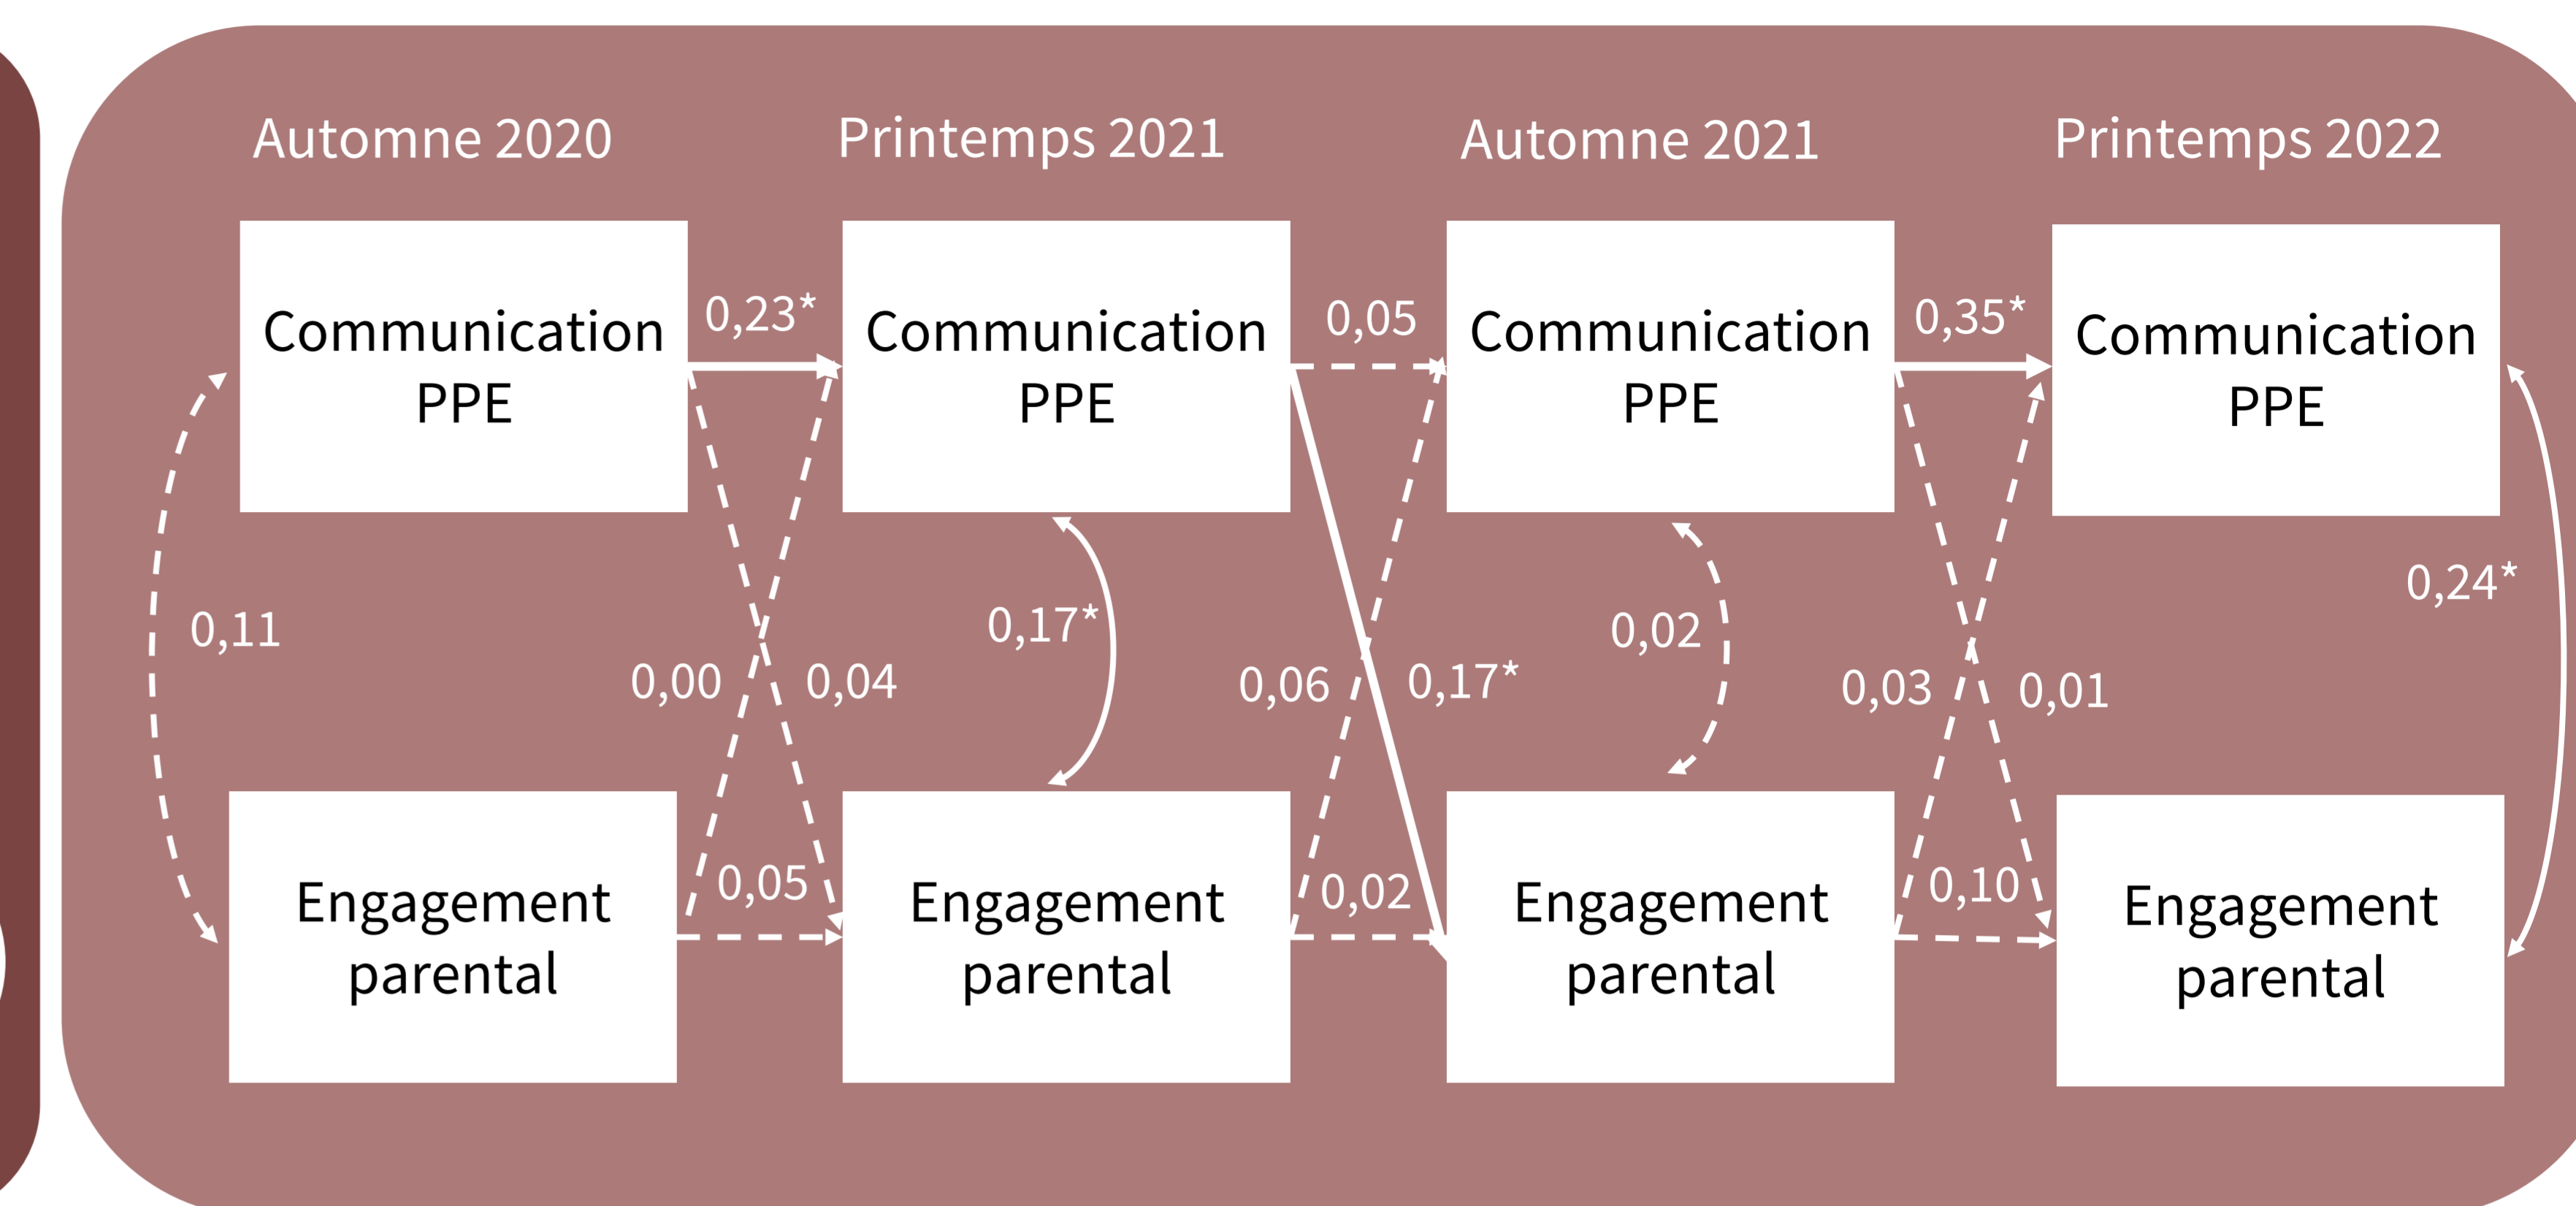 Automne 2020
Printemps 2021
Automne 2021
Printemps 2022
Communication
PPE
0,23*
Communication
PPE
0,05
Communication
PPE
0,35*
Communication
PPE
0,11
0,00
0,04
0,17*
0,06
0,17*
0,02
0,03
0,01
0,24*
Engagement
parental
0,05
Engagement
parental
0,02
Engagement
parental
0,10
Engagement
parental